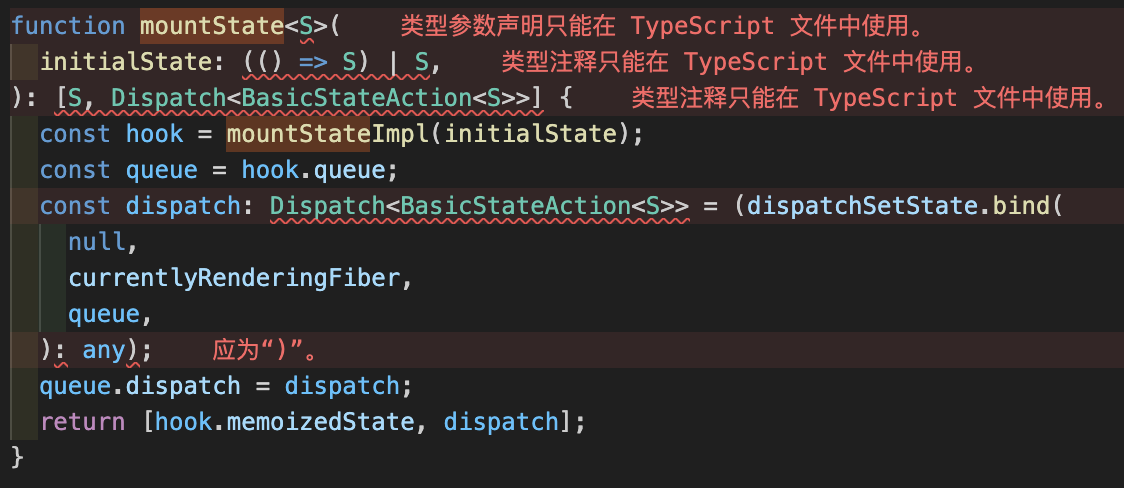 function mountState<S>(    类型参数声明只能在 TypeScript 文件中使用。
  initialState: (() => S) | S,    类型注释只能在 TypeScript 文件中使用。
): [S, Dispatch<BasicStateAction<S>>] {    类型注释只能在 TypeScript 文件中使用。
  const hook = mountStateImpl(initialState);
  const queue = hook.queue;
  const dispatch: Dispatch<BasicStateAction<S>> = (dispatchSetState.bind(
    null,
    currentlyRenderingFiber,
    queue,
  ): any);    应为“)”。
  queue.dispatch = dispatch;
  return [hook.memoizedState, dispatch];
}